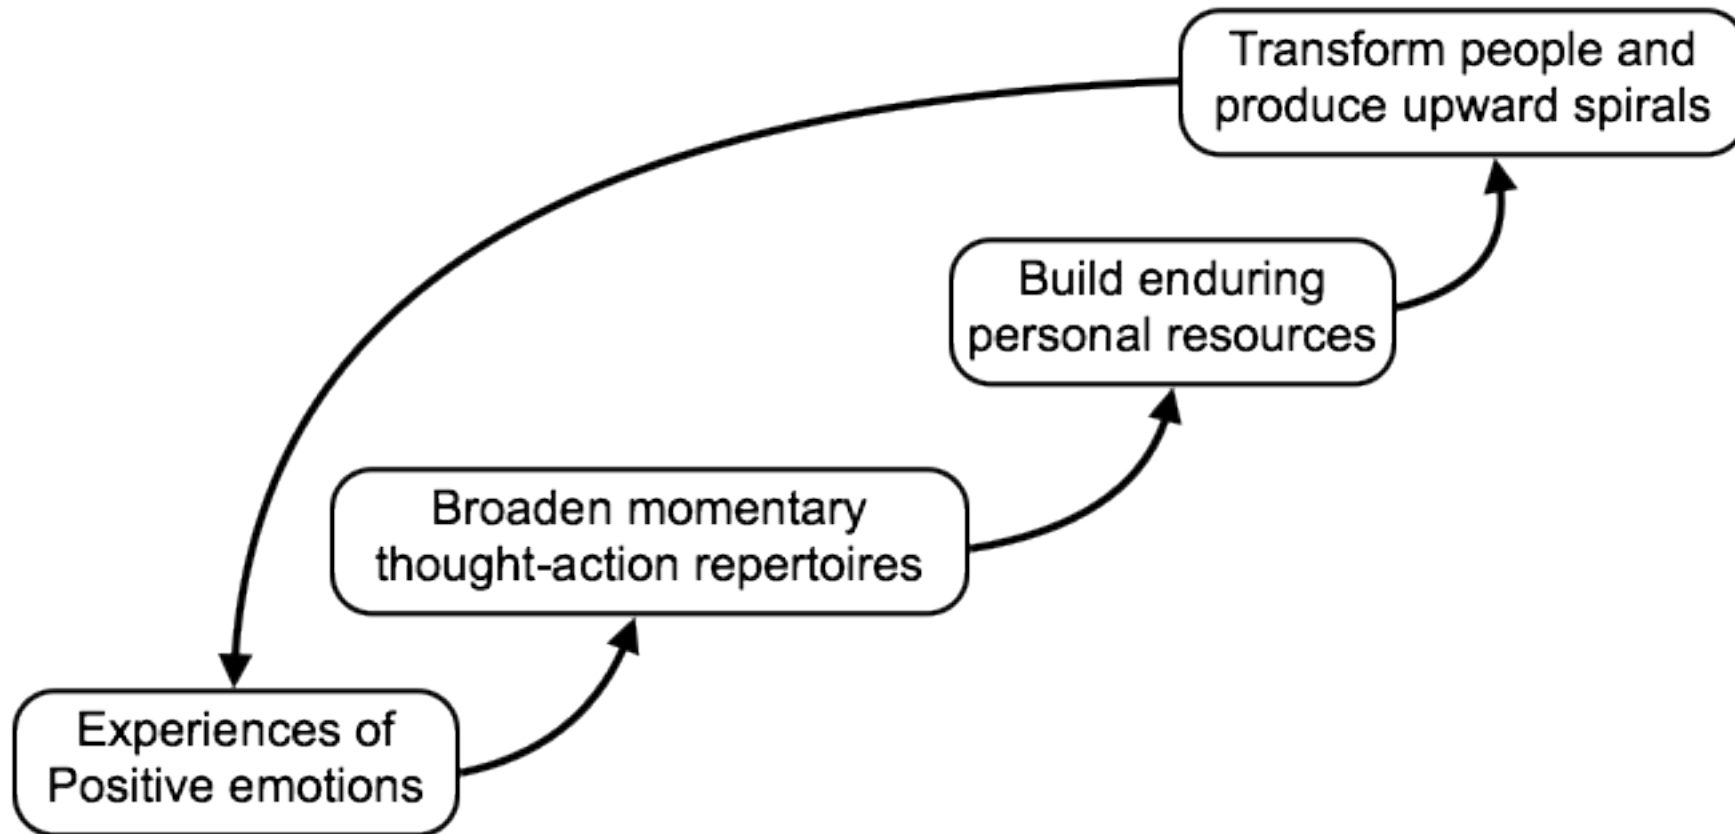 Transform people and
produce upward spirals
Build enduring
personal resources
Broaden momentary
thought-action repertoires
Experiences of
Positive emotions